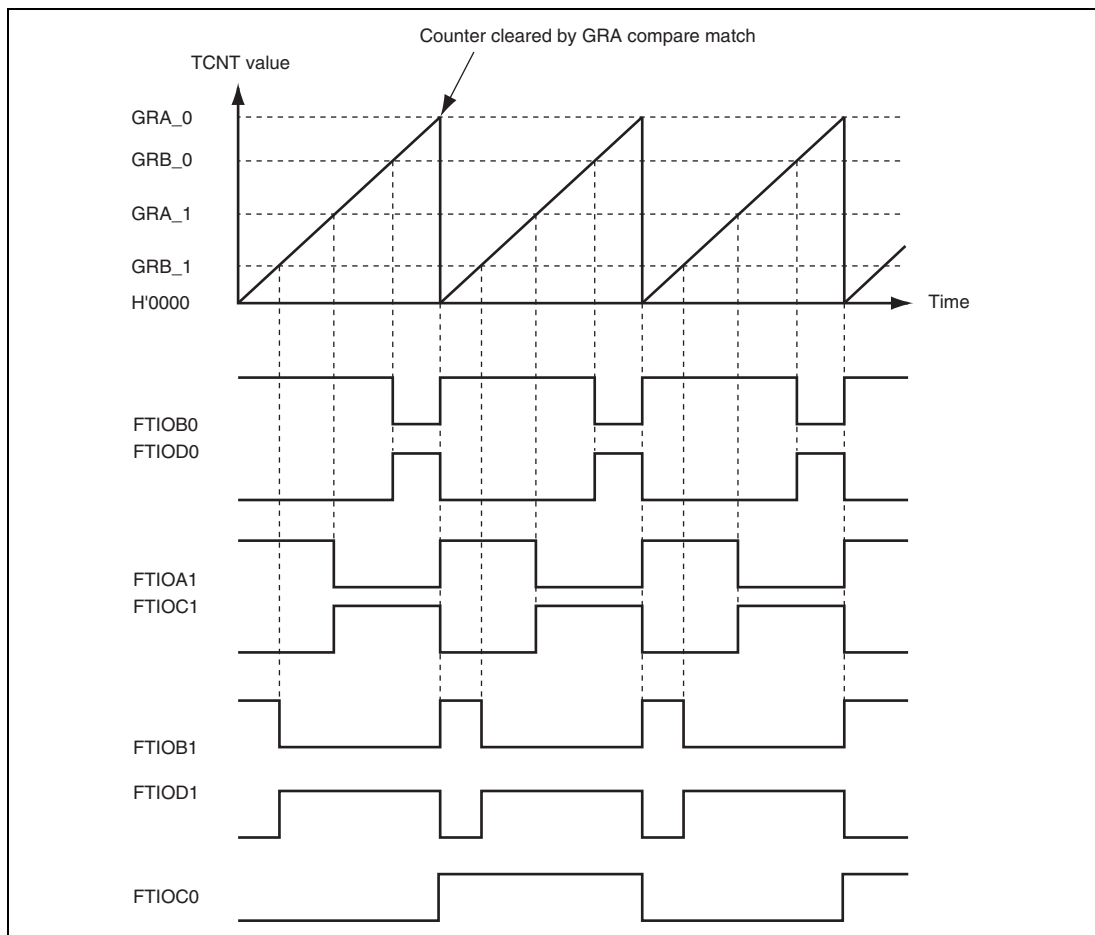 Counter cleared by GRA compare match
TCNT value
GRA_0
GRB_0
GRA_1
GRB_1
H'0000
Time
FTIOB0
FTIOD0
FTIOA1
FTIOC1
FTIOB1
FTIOD1
FTIOC0